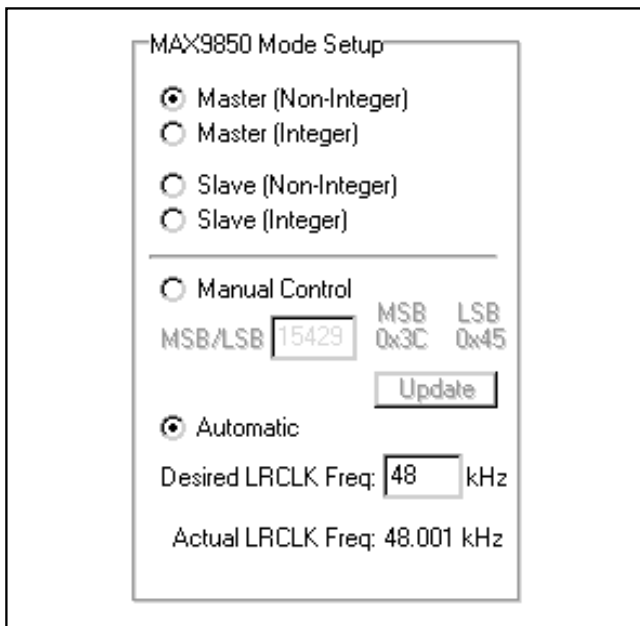 MAX9850 Mode Setup
Master (Non-Integer)
Master (Integer)
Slave (Non-Integer)
Slave (Integer)
Manual Control
MSB LSB
MSB/LSB 15429 0x3C 0x45
Update
Automatic
Desired LRCLK Freq: 48 kHz
Actual LRCLK Freq: 48.001 kHz